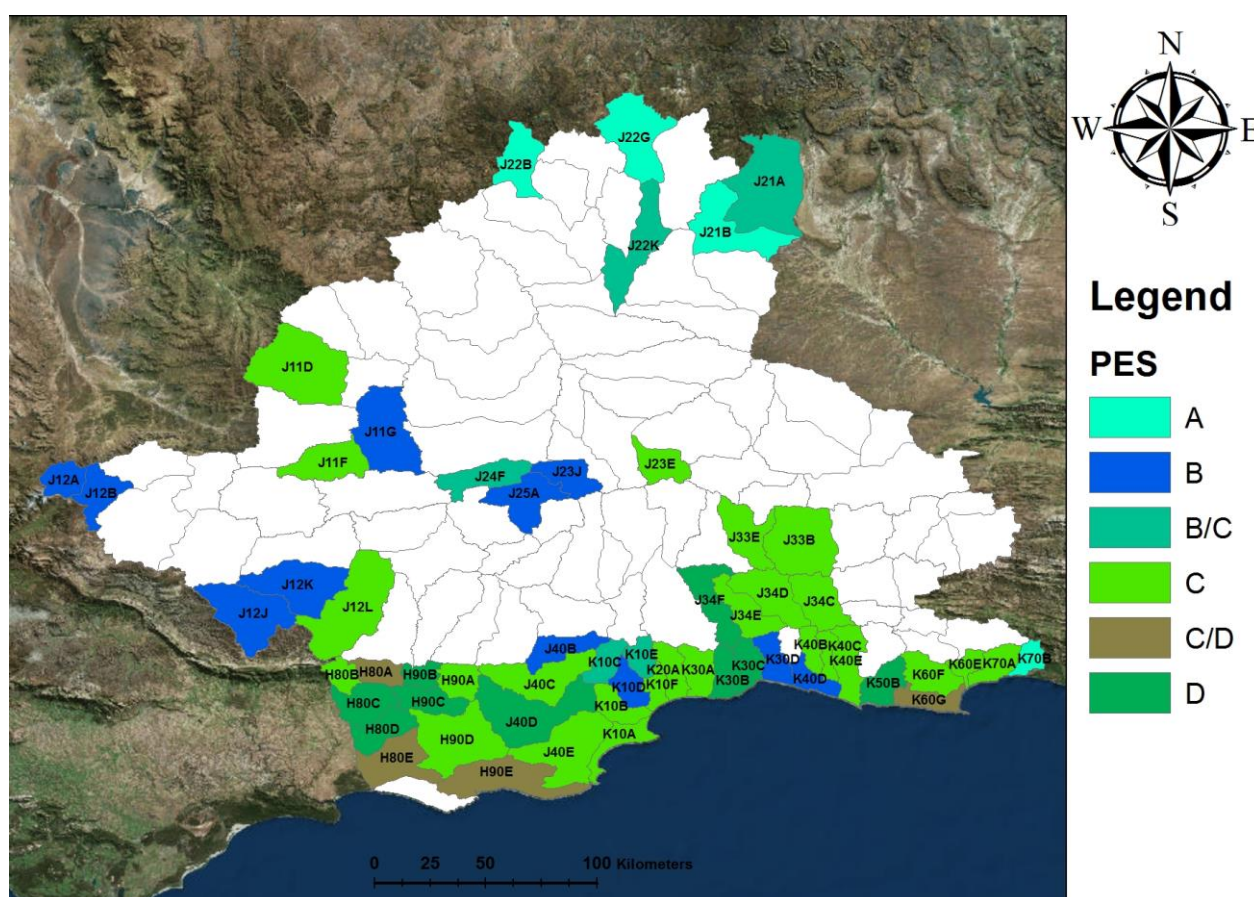 N
W
E
S
Legend
PES
A
B
B/C
C
C/D
D
J22G
J22B
J21A
J21B
J22K
J11D
J11G
J11F
J23E
J24F
J23J
J25A
J12A
J12B
J33E
J33B
J12K
J12J
J12L
J34F
J34D
J34C
J34E
J40B
K10C
K10E
K30D
K40B
K40C
K40E
K40D
H80B
H80A
H90B
H90A
J40C
K10D
K20A
K30A
K10F
K30C
K30B
K50B
K60F
K60E
K70A
K70B
K60G
H80C
H90C
J40D
K10B
H80D
H90D
J40E
K10A
H80E
H90E
0 25 50 100 Kilometers